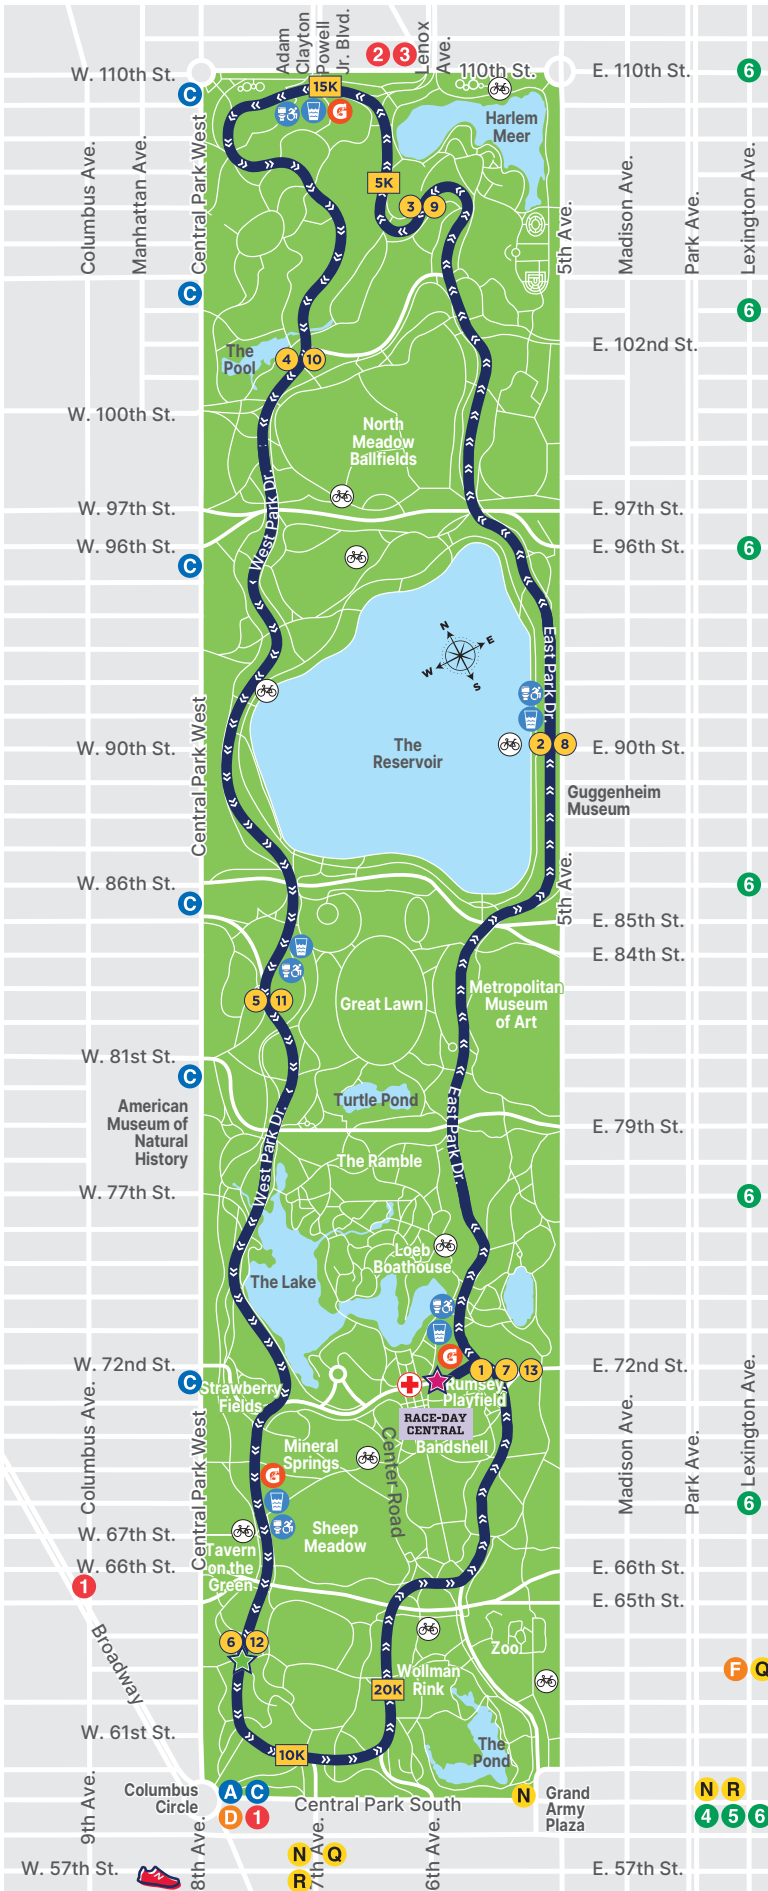 Adam
Clayton
Powell
Jr. Blvd.
2
3
Lenox
Ave.
W. 110th St.
110th St.
E. 110th St.
6
C
15K
G
Harlem
Meer
Columbus Ave.
Manhattan Ave.
Central Park West
5K
3
9
5th Ave.
Madison Ave.
Park Ave.
Lexington Ave.
C
6
E. 102nd St.
The
Pool
4
10
W. 100th St.
North
Meadow
Ballfields
West Park Dr.
W. 97th St.
E. 97th St.
W. 96th St.
E. 96th St.
6
C
N
E
W
S
East Park Dr.
Central Park West
W. 90th St.
The
Reservoir
2
8
E. 90th St.
Guggenheim
Museum
W. 86th St.
6
C
5th Ave.
E. 85th St.
E. 84th St.
5
11
Great Lawn
Metropolitan
Museum
of Art
W. 81st St.
C
American
Museum of
Natural
History
Turtle Pond
West Park Dr.
East Park Dr.
E. 79th St.
The Ramble
W. 77th St.
6
Loeb
Boathouse
The Lake
G
W. 72nd St.
1
7
13
E. 72nd St.
C
Strawberry
Fields
Rumsey
Playfield
RACE-DAY
CENTRAL
Bandshell
Columbus Ave.
Central Park West
Mineral
Springs
Center Road
Madison Ave.
Park Ave.
Lexington Ave.
G
6
W. 67th St.
Sheep
Meadow
W. 66th St.
Tavern
on the
Green
E. 66th St.
1
E. 65th St.
Broadway
6
12
Zoo
F
Q
Wollman
Rink
20K
W. 61st St.
10K
The
Pond
Columbus
Circle
A
C
D
1
Central Park South
N
Grand
Army
Plaza
N
R
4
5
6
9th Ave.
8th Ave.
7th Ave.
6th Ave.
N
Q
R
W. 57th St.
N
E. 57th St.